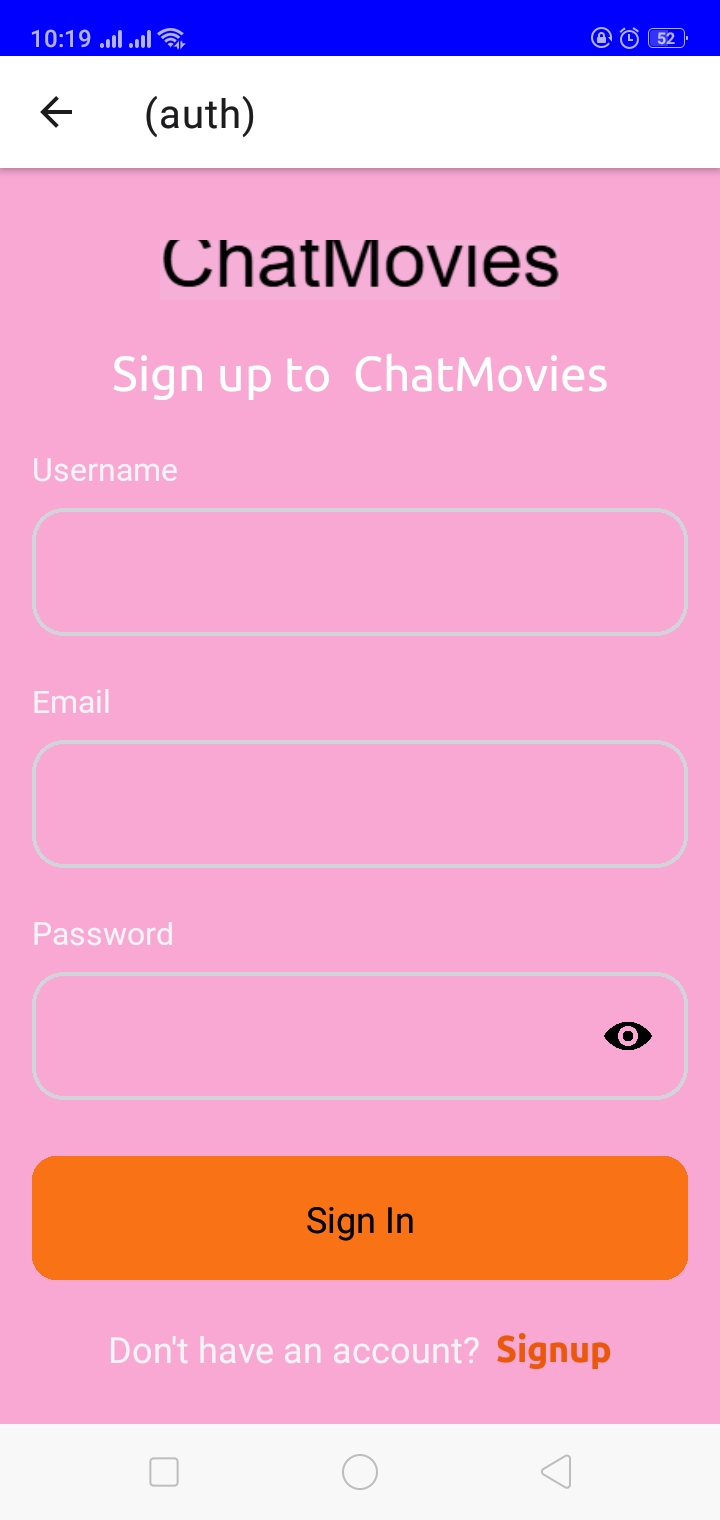 10:19 52
(auth)
ChatMovies
Sign up to ChatMovies
Username
Email
Password
Sign In
Don't have an account? Signup